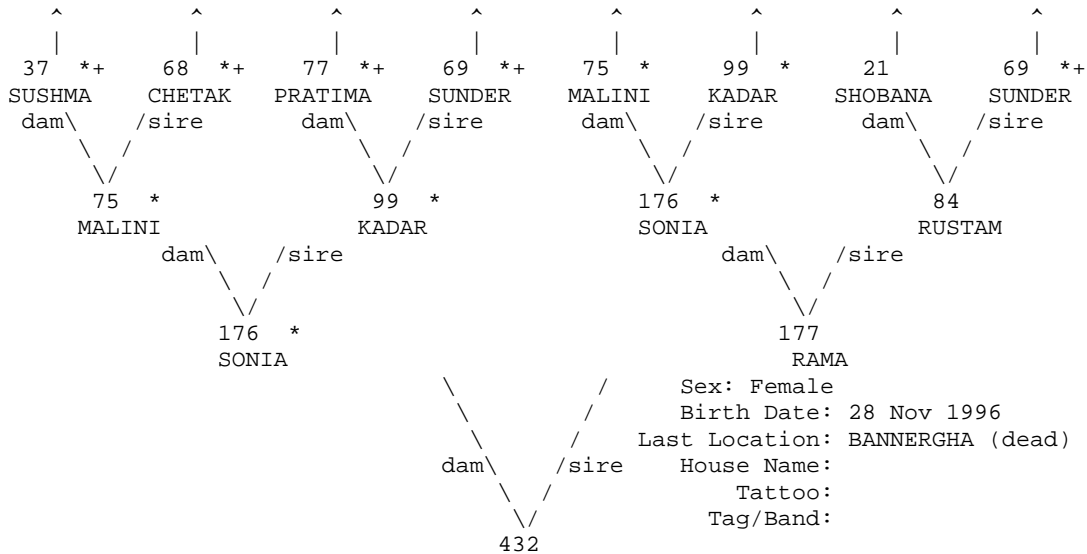 ^ ^ ^ ^ ^ ^ ^ ^
| | | | | | | |
37 *+ 68 *+ 77 *+ 69 *+ 75 * 99 * 21 69 *+
SUSHMA CHETAK PRATIMA SUNDER MALINI KADAR SHOBANA SUNDER
dam\ /sire dam\ /sire dam\ /sire dam\ /sire
\ / \ / \ / \ /
\/ \/ \/ \/
75 * 99 * 176 * 84
MALINI KADAR SONIA RUSTAM
dam\ /sire dam\ /sire
\ / \ /
\/ \/
176 * 177
SONIA RAMA
\ / Sex: Female
\ / Birth Date: 28 Nov 1996
\ / Last Location: BANNERGHA (dead)
dam\ /sire House Name:
\ / Tattoo:
\/ Tag/Band:
432